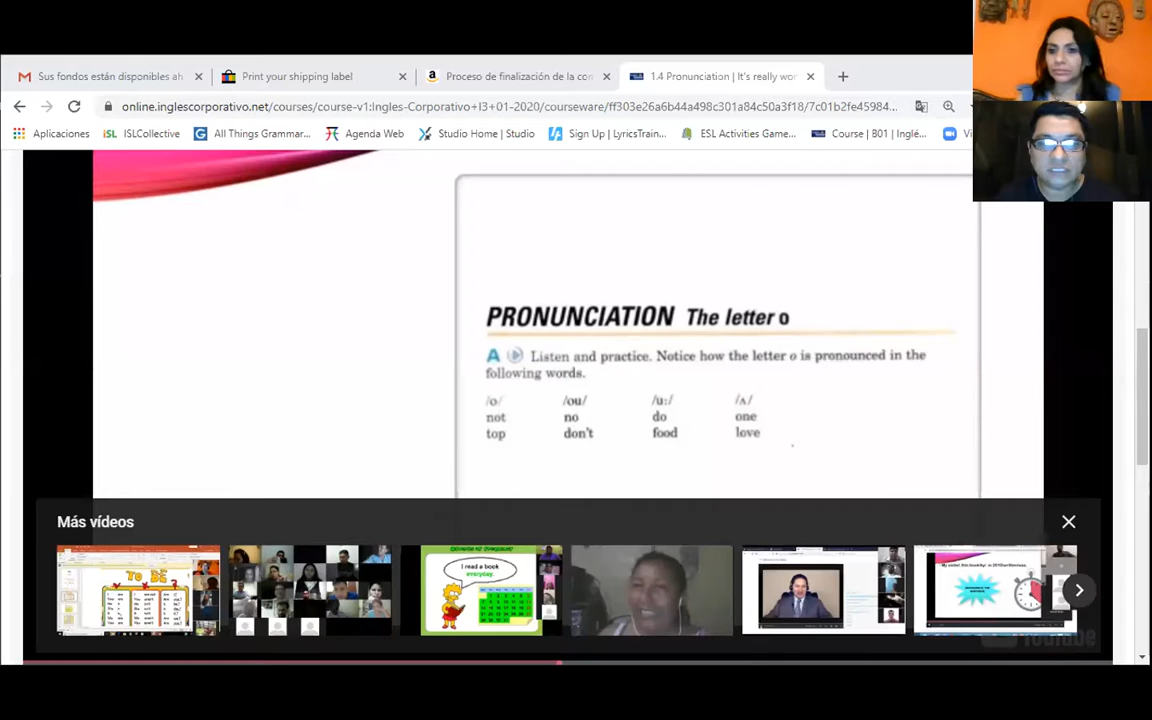 Sus fondos están disponibles ah
Print your shipping label
Proceso de finalización de la con
1.4 Pronunciation | It's really wor
online.inglescorporativo.net/courses/course-v1:Ingles-Corporativo+I3+01-2020/courseware/ff303e26a6b44a498c301a84c50a3f18/7c01b2fe45984...
Aplicaciones
iSL ISLCollective
All Things Grammar...
Agenda Web
Studio Home | Studio
Sign Up | LyricsTrain...
ESL Activities Game...
Course | B01 | Inglé...
PRONUNCIATION The letter o
A Listen and practice. Notice how the letter o is pronounced in the
following words.
/o/ /ou/ /u:/ /ʌ/
not no do one
top don't food love
Más vídeos
TO BE
I read a book
everyday.
YouTube